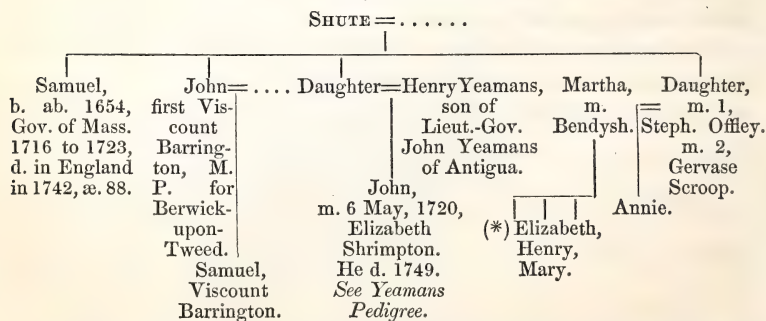 SHUTE = . . . . . .
Samuel,
b. ab. 1654,
Gov. of Mass.
1716 to 1723,
d. in England
in 1742, æ. 88.
John = . . . .
first Vis-
count
Barring-
ton, M.
P. for
Berwick-
upon-
Tweed.
Samuel,
Viscount
Barrington.
Daughter = Henry Yeamans,
son of
Lieut.-Gov.
John Yeamans
of Antigua.
John,
m. 6 May, 1720,
Elizabeth
Shrimpton.
He d. 1749.
See Yeamans
Pedigree.
Martha,
m.
Bendysh.
(*) Elizabeth,
Henry,
Mary.
Daughter,
= m. 1,
Steph. Offley.
m. 2,
Gervase
Scroop.
Annie.